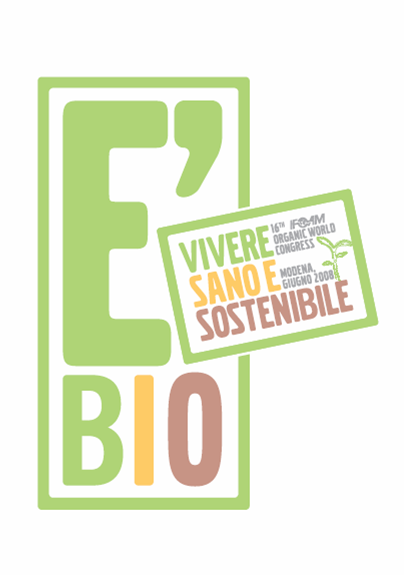 E'
BIO
VIVERE
SANO E
SOSTENIBILE
16TH IFOAM
ORGANIC WORLD
CONGRESS
MODENA,
GIUGNO 2008